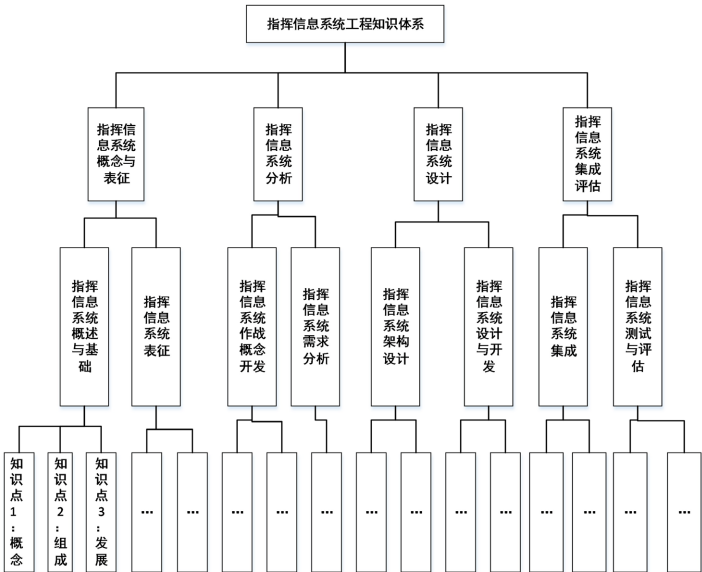 指挥信息系统工程知识体系
指挥信
息系统
概念与
表征
指挥
信息
系统
分析
指挥
信息
系统
设计
指挥
信息
系统
集成
评估
指挥
信息
系统
概述
与基
础
指挥
信息
系统
表征
指挥
信息
系统
作战
概念
开发
指挥
信息
系统
需求
分析
指挥
信息
系统
架构
设计
指挥
信息
系统
设计
与开
发
指挥
信息
系统
集成
指挥
信息
系统
测试
与评
估
知识点1:概念
知识点2:组成
知识点3:发展
...
...
...
...
...
...
...
...
...
...
...
...
...